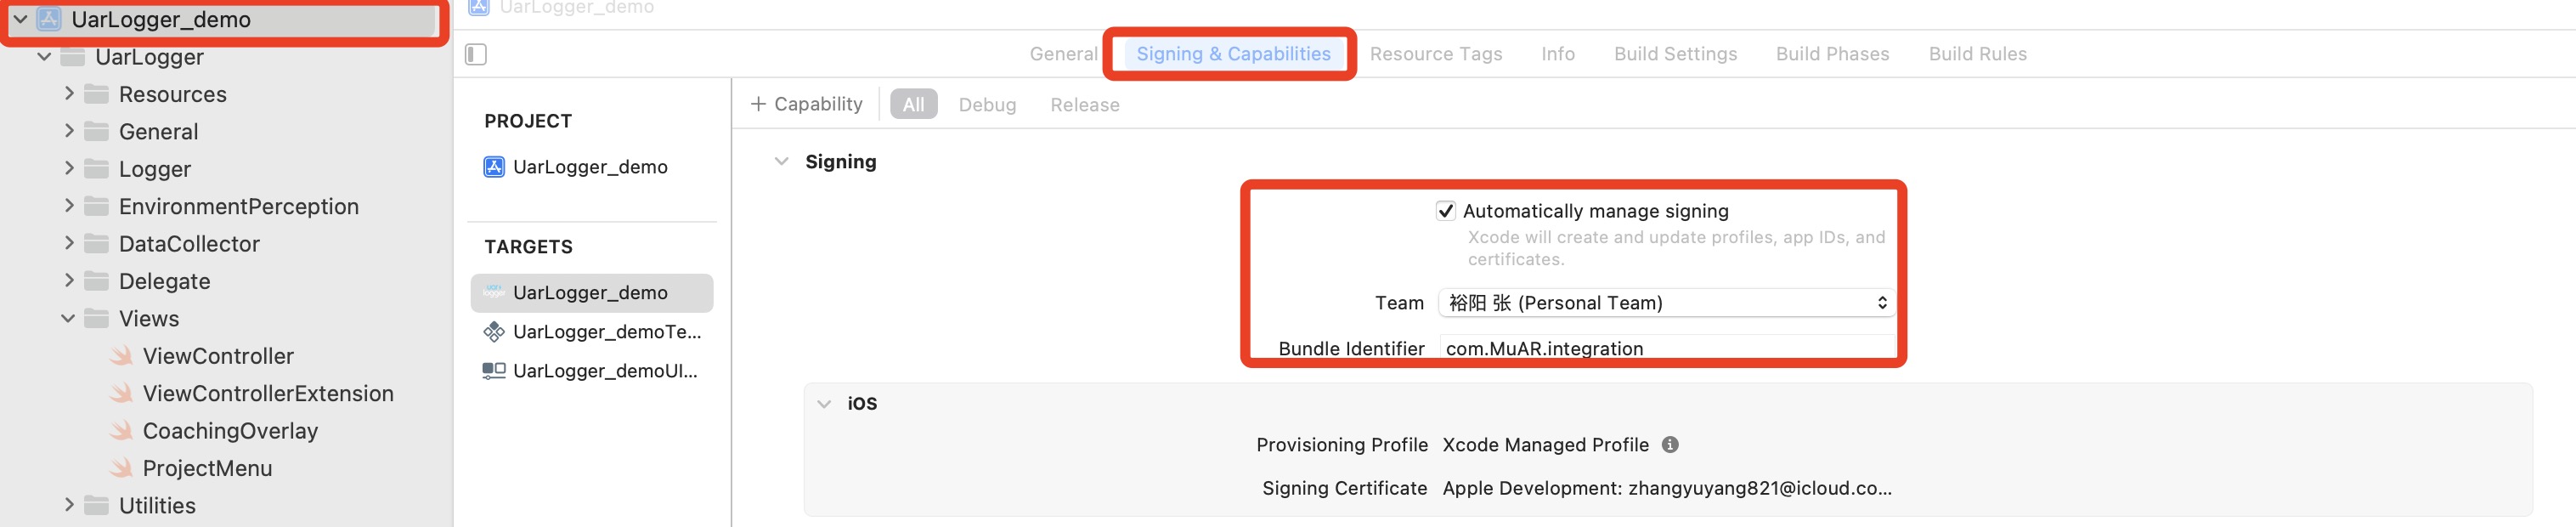 UarLogger_demo
UarLogger
Resources
General
Logger
EnvironmentPerception
DataCollector
Delegate
Views
ViewController
ViewControllerExtension
CoachingOverlay
ProjectMenu
Utilities
UarLogger_demo
General Signing & Capabilities Resource Tags Info Build Settings Build Phases Build Rules
PROJECT
UarLogger_demo
TARGETS
UarLogger_demo
UarLogger_demoTe...
UarLogger_demoUI...
+ Capability All Debug Release
Signing
Automatically manage signing
Xcode will create and update profiles, app IDs, and
certificates.
Team 裕阳 张 (Personal Team)
Bundle Identifier com.MuAR.integration
iOS
Provisioning Profile Xcode Managed Profile
Signing Certificate Apple Development: zhangyuyang821@icloud.co...